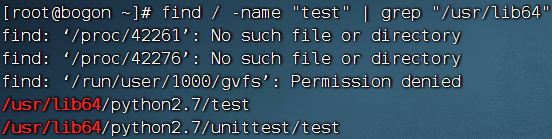 [root@bogon ~]# find / -name "test" | grep "/usr/lib64"
find: ‘/proc/42261’: No such file or directory
find: ‘/proc/42276’: No such file or directory
find: ‘/run/user/1000/gvfs’: Permission denied
/usr/lib64/python2.7/test
/usr/lib64/python2.7/unittest/test